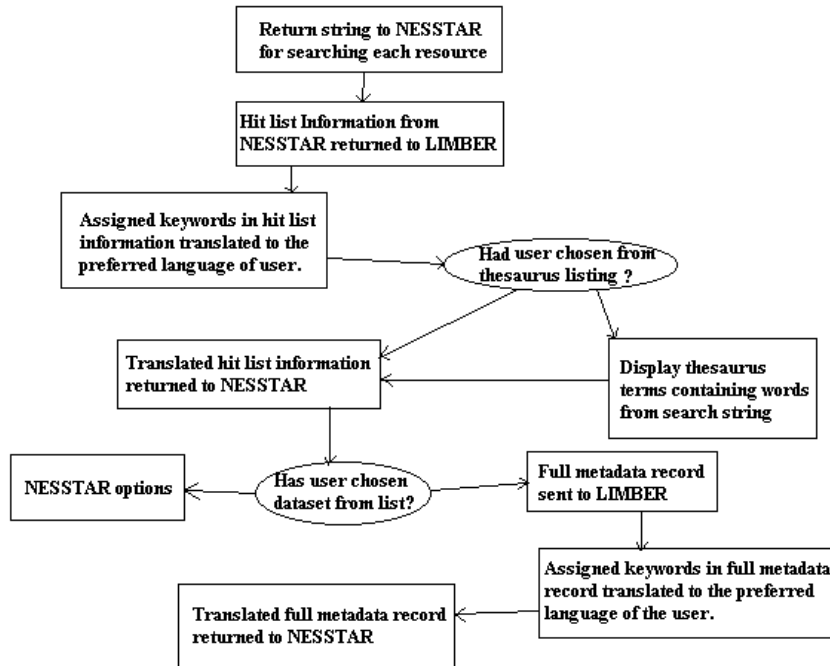 Return string to NESSTAR
for searching each resource
Hit list Information from
NESSTAR returned to LIMBER
Assigned keywords in hit list
information translated to the
preferred language of user.
Had user chosen from
thesaurus listing ?
Translated hit list information
returned to NESSTAR
Display thesaurus
terms containing words
from search string
NESSTAR options
Has user chosen
dataset from list?
Full metadata record
sent to LIMBER
Assigned keywords in full metadata
record translated to the preferred
language of the user.
Translated full metadata record
returned to NESSTAR